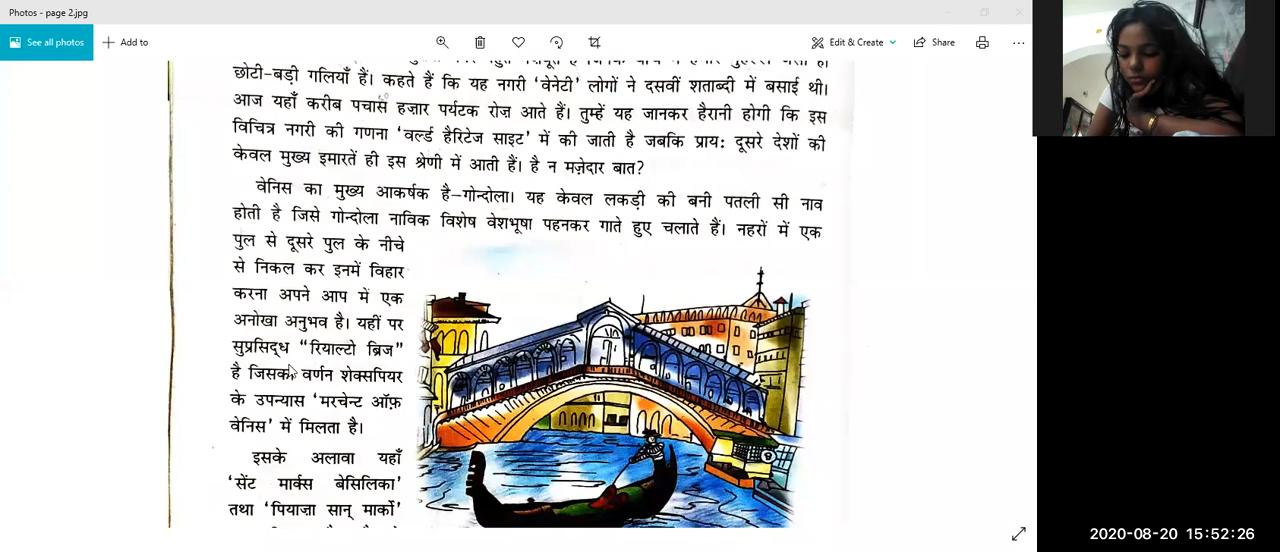 Photos - page 2.jpg
See all photos
Add to
Edit & Create
Share
छोटी-बड़ी गलियाँ हैं। कहते हैं कि यह नगरी 'वेनेटी' लोगों ने दसवीं शताब्दी में बसाई थी।
आज यहाँ करीब पचास हज़ार पर्यटक रोज़ आते हैं। तुम्हें यह जानकर हैरानी होगी कि इस
विचित्र नगरी की गणना 'वर्ल्ड हैरिटेज साइट' में की जाती है जबकि प्राय: दूसरे देशों की
केवल मुख्य इमारतें ही इस श्रेणी में आती हैं। है न मज़ेदार बात?
वेनिस का मुख्य आकर्षक है-गोन्दोला। यह केवल लकड़ी की बनी पतली सी नाव
होती है जिसे गोन्दोला नाविक विशेष वेशभूषा पहनकर गाते हुए चलाते हैं। नहरों में एक
पुल से दूसरे पुल के नीचे
से निकल कर इनमें विहार
करना अपने आप में एक
अनोखा अनुभव है। यहीं पर
सुप्रसिद्ध "रियाल्टो ब्रिज"
है जिसका वर्णन शेक्सपियर
के उपन्यास 'मरचेन्ट ऑफ़
वेनिस' में मिलता है।
इसके अलावा यहाँ
'सेंट मार्क्स बेसिलिका'
तथा 'पियाज़ा सान् मार्को'
2020-08-20 15:52:26